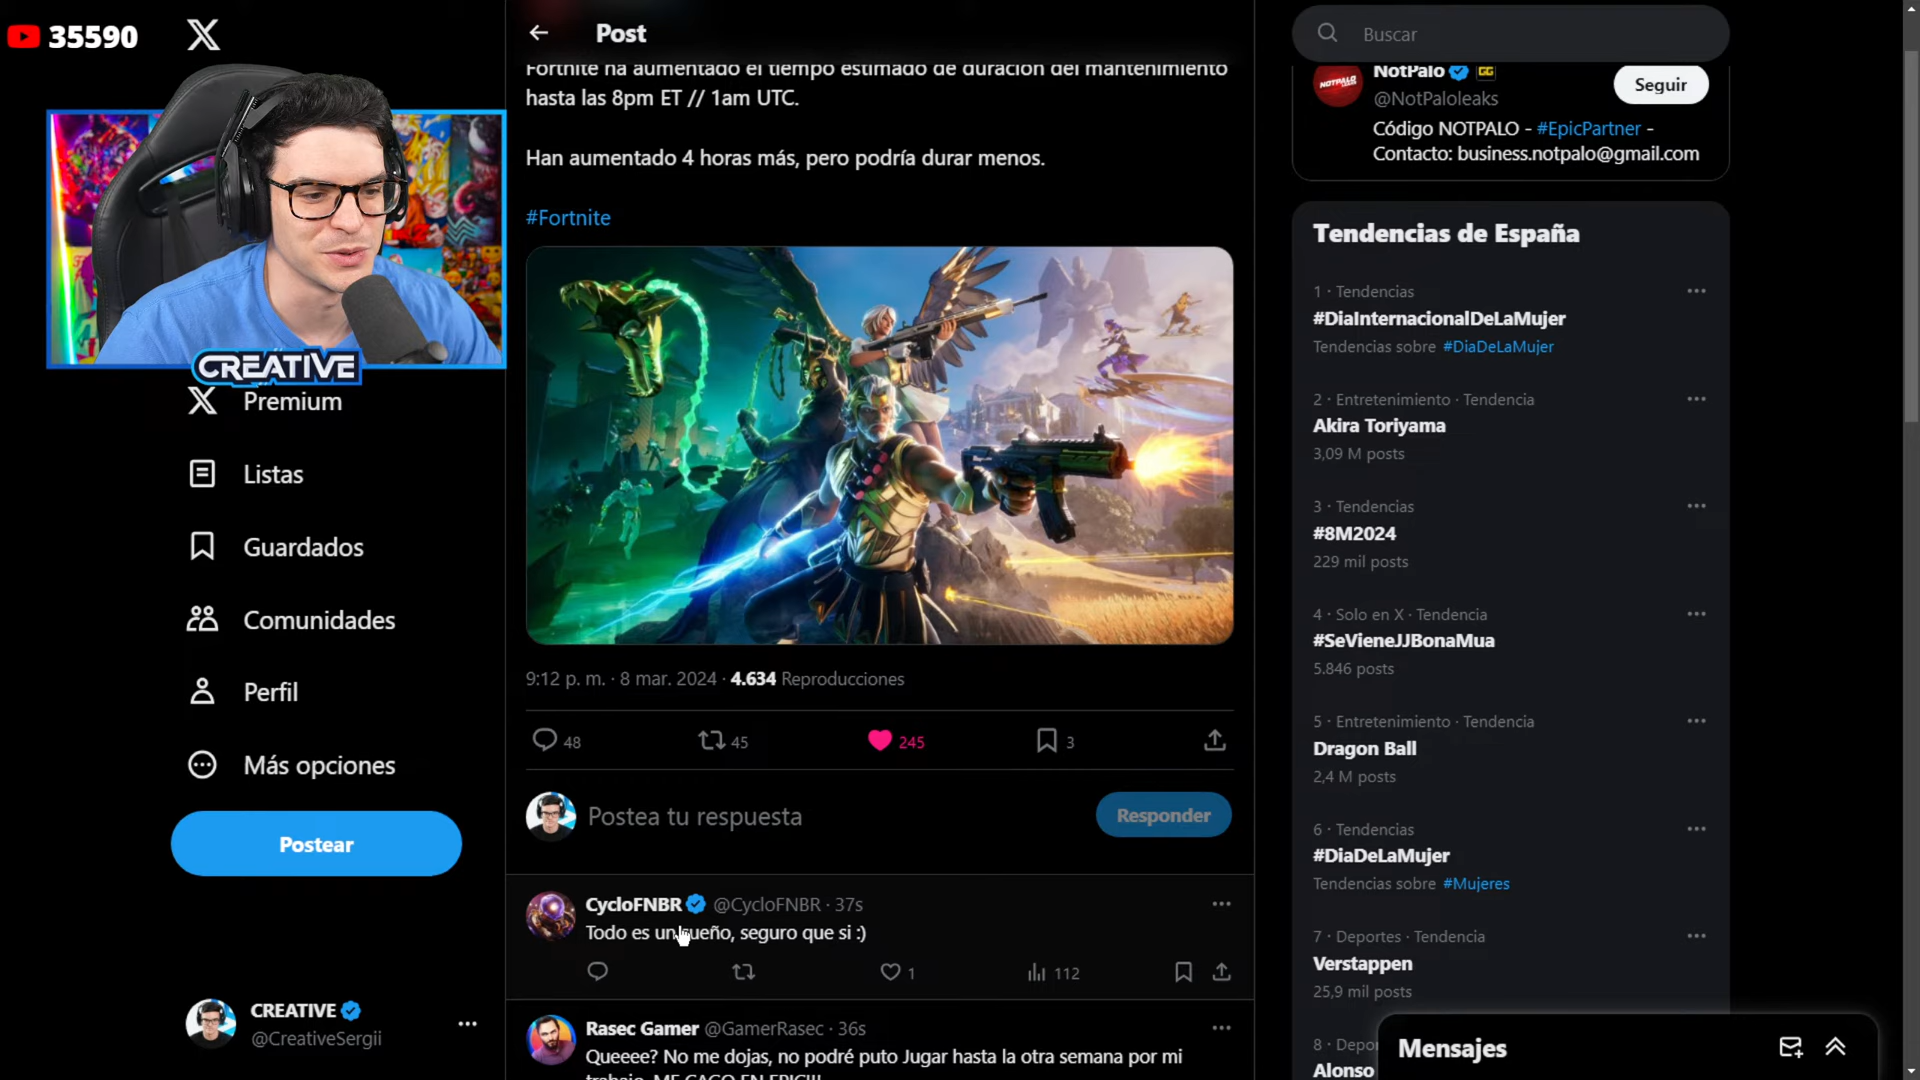 35590
CREATIVE
Premium
Listas
Guardados
Comunidades
Perfil
Más opciones
Postear
CREATIVE
@CreativeSergii
Post
Fortnite ha aumentado el tiempo estimado de duración del mantenimiento
hasta las 8pm ET // 1am UTC.
Han aumentado 4 horas más, pero podría durar menos.
#Fortnite
9:12 p. m. · 8 mar. 2024 · 4.634 Reproducciones
48
45
245
3
Postea tu respuesta
Responder
CycloFNBR @CycloFNBR · 37s
Todo es un sueño, seguro que si :)
1
112
Rasec Gamer @GamerRasec · 36s
Queeeee? No me dojas, no podré puto Jugar hasta la otra semana por mi
trabajo, ME CAGO EN EPIC!!!
Buscar
NOTPALO
NotPalo GG
@NotPaloleaks
Seguir
Código NOTPALO - #EpicPartner -
Contacto: business.notpalo@gmail.com
Tendencias de España
1 · Tendencias
#DiaInternacionalDeLaMujer
Tendencias sobre #DiaDeLaMujer
2 · Entretenimiento · Tendencia
Akira Toriyama
3,09 M posts
3 · Tendencias
#8M2024
229 mil posts
4 · Solo en X · Tendencia
#SeVieneJJBonaMua
5.846 posts
5 · Entretenimiento · Tendencia
Dragon Ball
2,4 M posts
6 · Tendencias
#DiaDeLaMujer
Tendencias sobre #Mujeres
7 · Deportes · Tendencia
Verstappen
25,9 mil posts
8 · Depor
Alonso
Mensajes